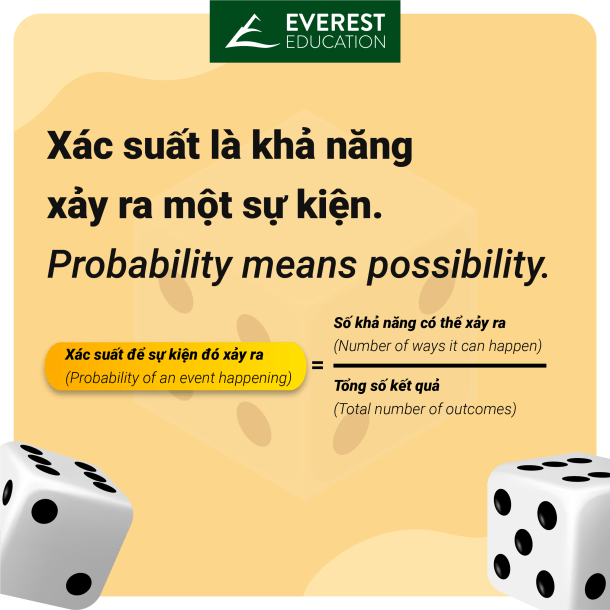 EVEREST
EDUCATION
Xác suất là khả năng
xảy ra một sự kiện.
Probability means possibility.
Xác suất để sự kiện đó xảy ra
(Probability of an event happening)
=
Số khả năng có thể xảy ra
(Number of ways it can happen)
Tổng số kết quả
(Total number of outcomes)